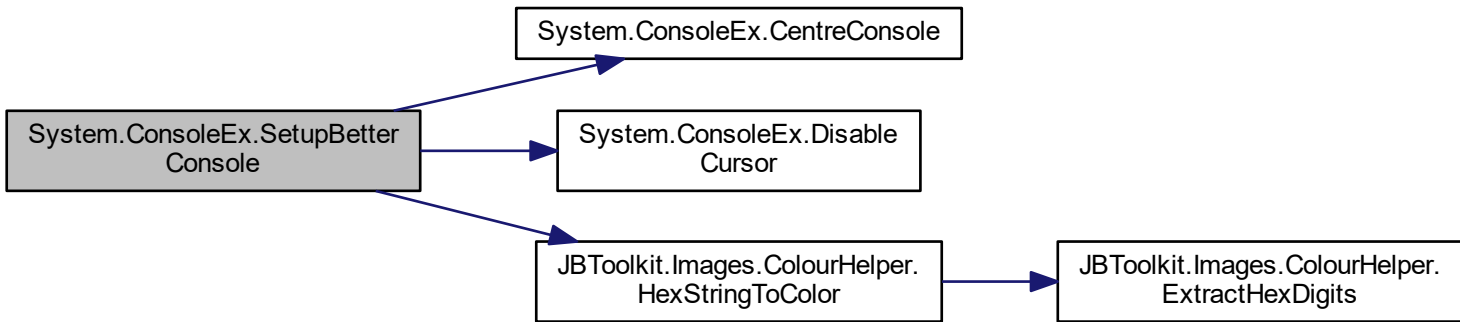 System.ConsoleEx.CentreConsole
System.ConsoleEx.SetupBetter
Console
System.ConsoleEx.Disable
Cursor
JBToolkit.Images.ColourHelper.
HexStringToColor
JBToolkit.Images.ColourHelper.
ExtractHexDigits